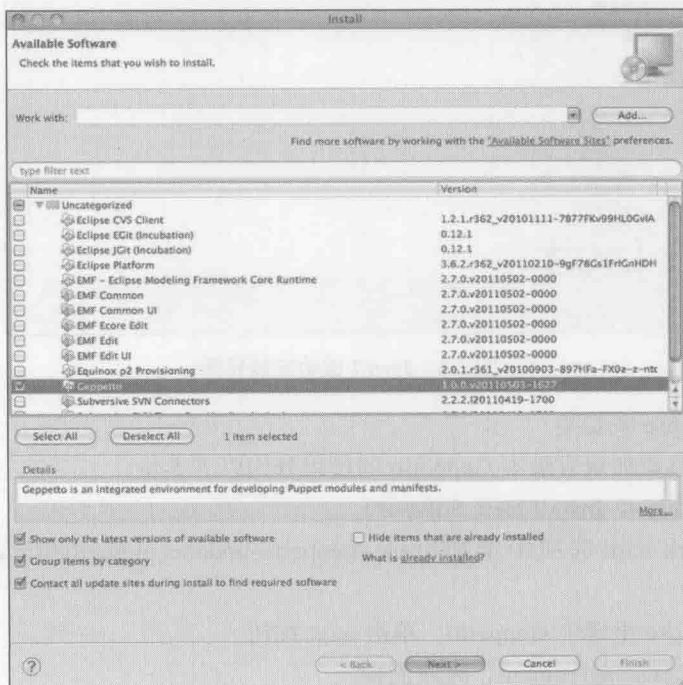 Install
Available Software
Check the items that you wish to install.
Work with:
Add...
Find more software by working with the "Available Software Sites" preferences.
type filter text
Name Version
Uncategorized
Eclipse CVS Client 1.2.1.r362_v20101111-7877FKv99HL0GvIA
Eclipse EGit (Incubation) 0.12.1
Eclipse JGit (Incubation) 0.12.1
Eclipse Platform 3.6.2.r362_v20110210-9gF78Gs1FrIGnHDH
EMF - Eclipse Modeling Framework Core Runtime 2.7.0.v20110502-0000
EMF Common 2.7.0.v20110502-0000
EMF Common UI 2.7.0.v20110502-0000
EMF Ecore Edit 2.7.0.v20110502-0000
EMF Edit 2.7.0.v20110502-0000
EMF Edit UI 2.7.0.v20110502-0000
Equinox p2 Provisioning 2.0.1.r361_v20100903-897HFa-FX0z-z-ntc
Geppetto 1.0.0.v20110503-1627
Subversive SVN Connectors 2.2.2.I20110419-1700
Select All Deselect All 1 item selected
Details
Geppetto is an integrated environment for developing Puppet modules and manifests.
More...
Show only the latest versions of available software Hide items that are already installed
Group items by category What is already installed?
Contact all update sites during install to find required software
? < Back Next > Cancel Finish